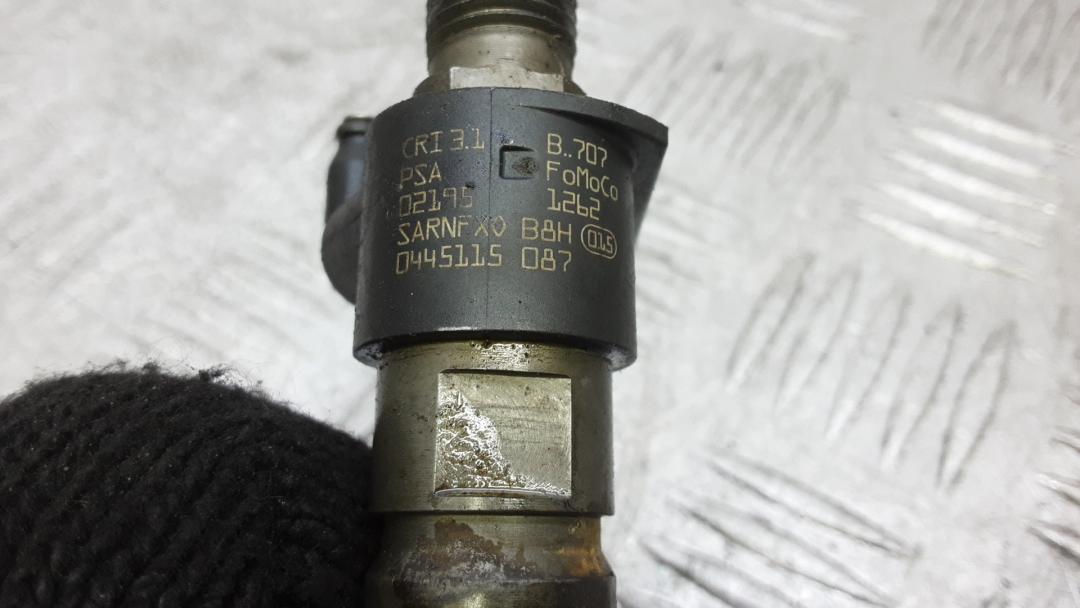 CRI 3.1 B..707
PSA FoMoCo
02195 1262
SARNFX0 B8H 015
0445115 087